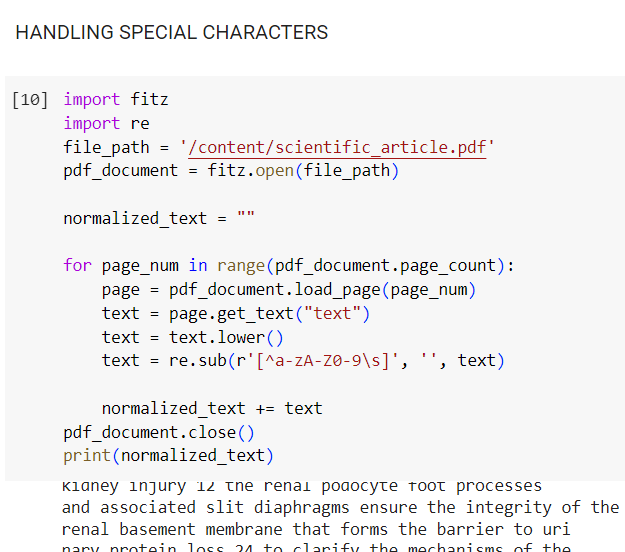 HANDLING SPECIAL CHARACTERS
[10] import fitz
import re
file_path = '/content/scientific_article.pdf'
pdf_document = fitz.open(file_path)
normalized_text = ""
for page_num in range(pdf_document.page_count):
    page = pdf_document.load_page(page_num)
    text = page.get_text("text")
    text = text.lower()
    text = re.sub(r'[^a-zA-Z0-9\s]', '', text)
    normalized_text += text
pdf_document.close()
print(normalized_text)
kidney injury 12 the renal podocyte foot processes
and associated slit diaphragms ensure the integrity of the
renal basement membrane that forms the barrier to uri
nary protein loss 24 to clarify the mechanisms of the